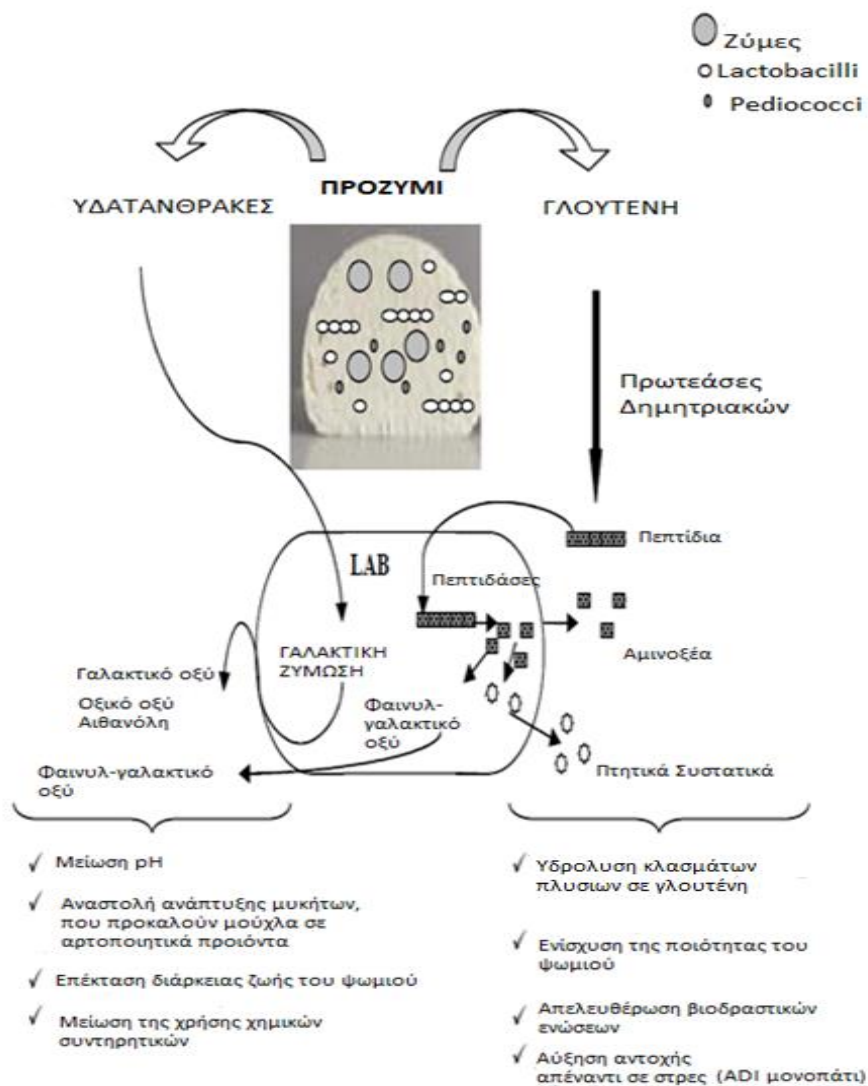 Ζύμες
Lactobacilli
Pediococci
ΠΡΟΖΥΜΙ
ΥΔΑΤΑΝΘΡΑΚΕΣ
ΓΛΟΥΤΕΝΗ
Πρωτεάσες
Δημητριακών
Πεπτίδια
LAB
Πεπτιδάσες
ΓΑΛΑΚΤΙΚΗ
ΖΥΜΩΣΗ
Αμινοξέα
Γαλακτικό οξύ
Οξικό οξύ
Αιθανόλη
Φαινυλ-
γαλακτικό
οξύ
Φαινυλ-γαλακτικό
οξύ
Πτητικά Συστατικά
✓ Μείωση pH
✓ Αναστολή ανάπτυξης μυκήτων,
που προκαλούν μούχλα σε
αρτοποιητικά προιόντα
✓ Επέκταση διάρκειας ζωής του ψωμιού
✓ Μείωση της χρήσης χημικών
συντηρητικών
✓ Υδρολυση κλασμάτων
πλυσιων σε γλουτένη
✓ Ενίσχυση της ποιότητας του
ψωμιού
✓ Απελευθέρωση βιοδραστικών
ενώσεων
✓ Αύξηση αντοχής
απέναντι σε στρες (ADI μονοπάτι)